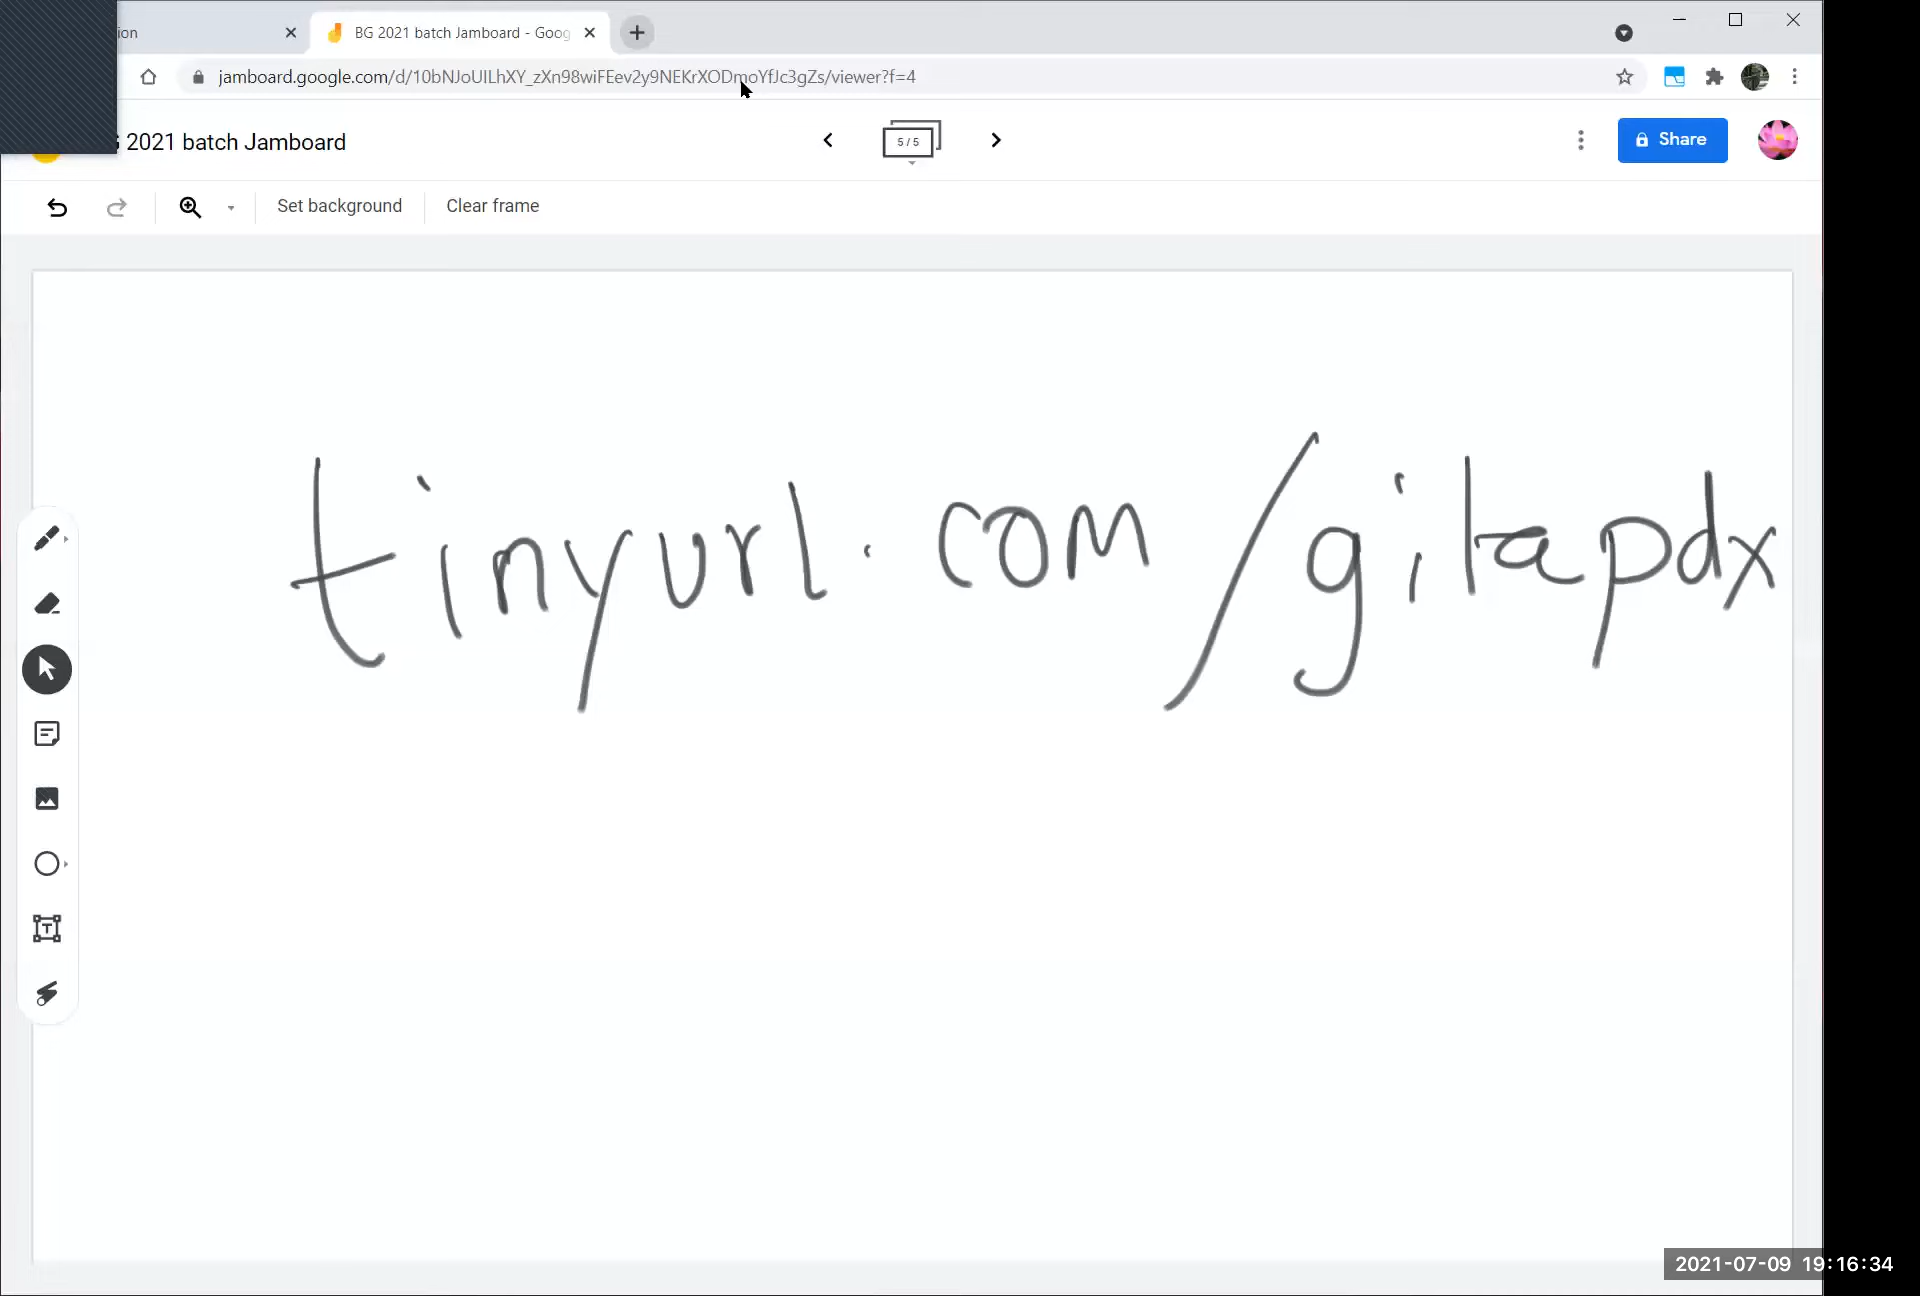 ion
BG 2021 batch Jamboard - Goog
jamboard.google.com/d/10bNJoUILhXY_zXn98wiFEev2y9NEKrXODmoYfJc3gZs/viewer?f=4
2021 batch Jamboard
5 / 5
Share
Set background
Clear frame
tinyurl.com/gitapdx
2021-07-09 19:16:34